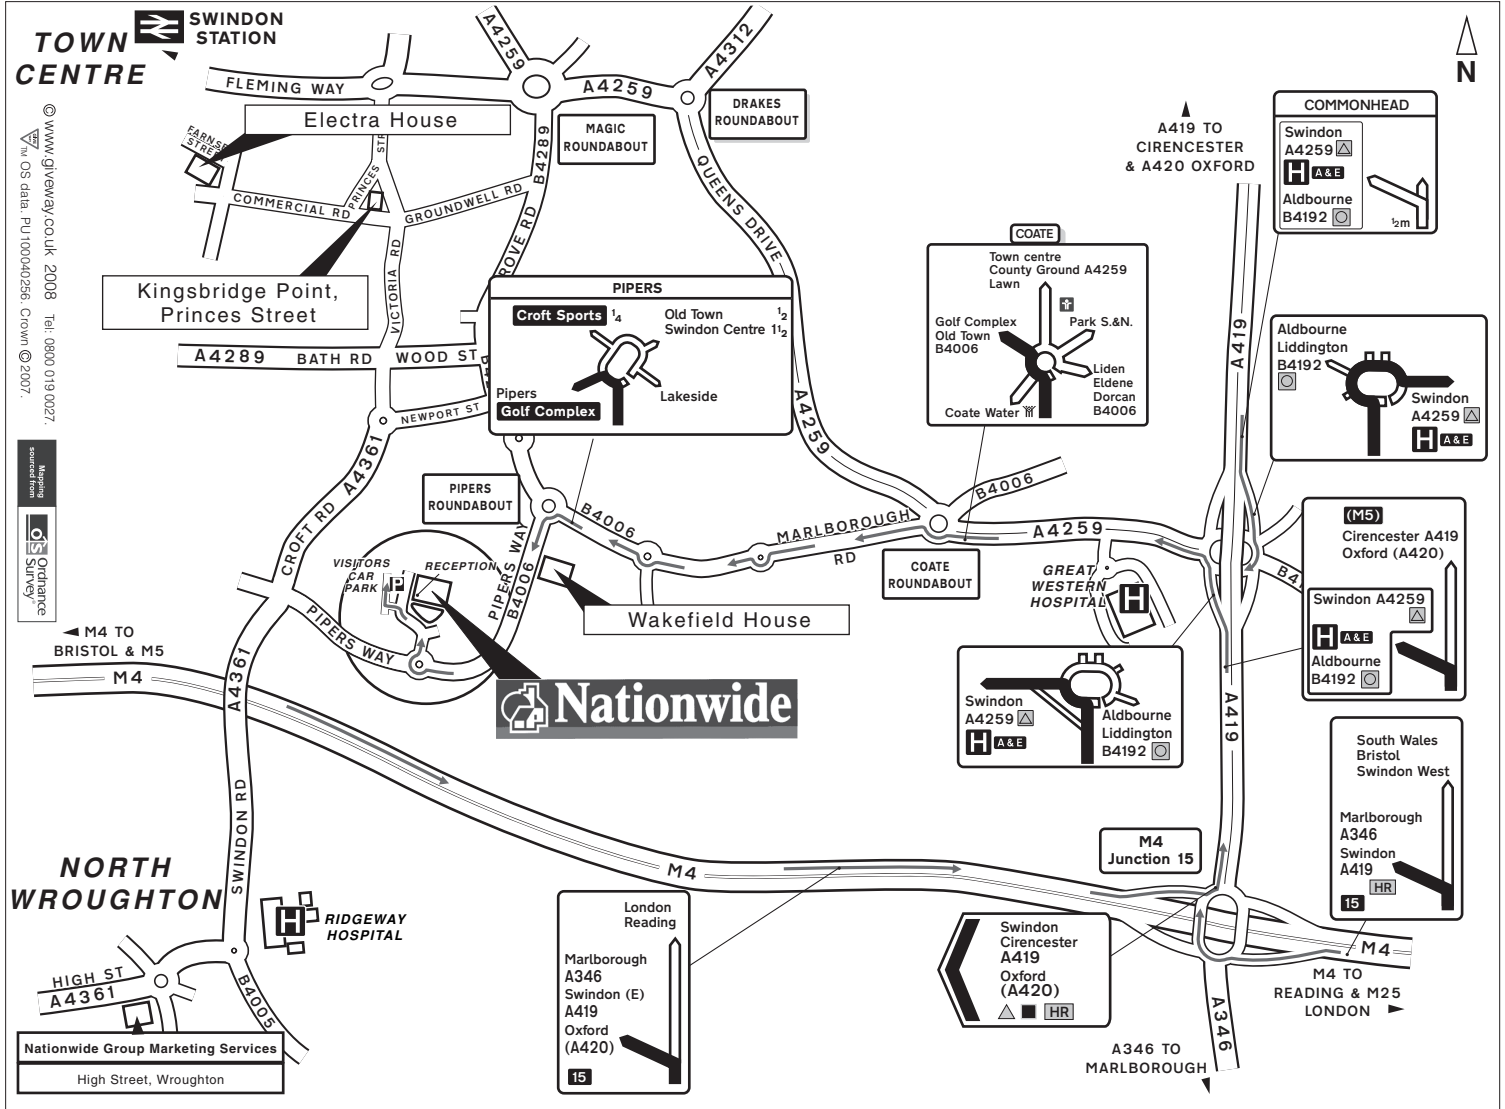 TOWN
CENTRE
SWINDON
STATION
FLEMING WAY
A4259
A4312
A4259
DRAKES
ROUNDABOUT
MAGIC
ROUNDABOUT
N
A419 TO
CIRENCESTER
& A420 OXFORD
COMMONHEAD
Swindon
A4259
H A&E
Aldbourne
B4192
½m
Electra House
PRINCES
COMMERCIAL RD
GROUNDWELL RD
B4289
QUEENS DRIVE
VICTORIA RD
Kingsbridge Point,
Princes Street
© www.giveway.co.uk 2008 Tel: 0800 019 0027.
TM OS data. PU 100040256. Crown © 2007.
Mapping
sourced from
OS Ordnance
Survey®
PIPERS
Croft Sports ¼
Old Town ½
Swindon Centre 1½
Pipers
Golf Complex
Lakeside
COATE
Town centre
County Ground A4259
Lawn
Golf Complex
Old Town
B4006
Park S.&N.
Liden
Eldene
Dorcan
B4006
Coate Water
A419
Aldbourne
Liddington
B4192
Swindon
A4259
H A&E
A4289 BATH RD WOOD ST
NEWPORT ST
A4361
CROFT RD
A4259
PIPERS
ROUNDABOUT
B4006
MARLBOROUGH
RD
B4006
A4259
COATE
ROUNDABOUT
(M5)
Cirencester A419
Oxford (A420)
Swindon A4259
H A&E
Aldbourne
B4192
VISITORS
CAR
PARK
P
RECEPTION
PIPERS WAY
B4006
PIPERS WAY
Wakefield House
GREAT
WESTERN
HOSPITAL
H
M4 TO
BRISTOL & M5
M4
A4361
Nationwide
Swindon
A4259
H A&E
Aldbourne
Liddington
B4192
A419
South Wales
Bristol
Swindon West
Marlborough
A346
Swindon
A419
HR
15
M4
Junction 15
M4
SWINDON RD
NORTH
WROUGHTON
H
RIDGEWAY
HOSPITAL
HIGH ST
A4361
B4005
Nationwide Group Marketing Services
High Street, Wroughton
London
Reading
Marlborough
A346
Swindon (E)
A419
Oxford
(A420)
15
Swindon
Cirencester
A419
Oxford
(A420)
HR
M4
M4 TO
READING & M25
LONDON
A346
A346 TO
MARLBOROUGH